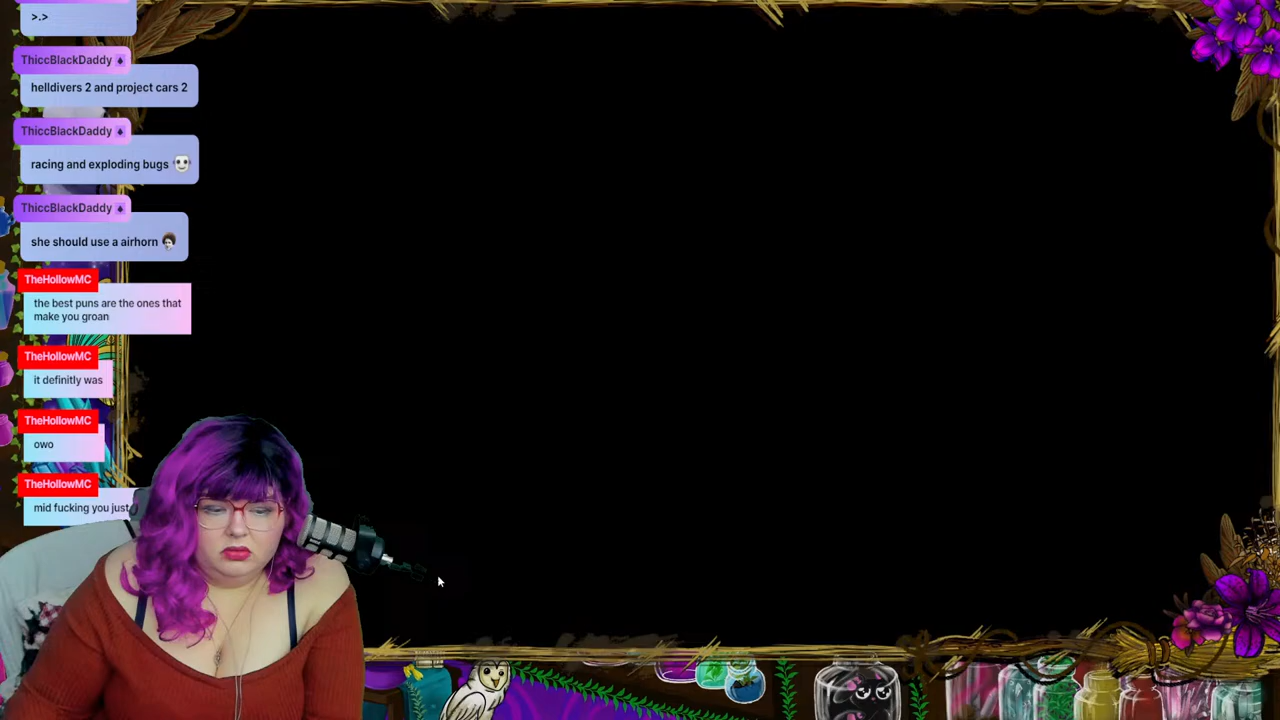 >.>
ThiccBlackDaddy
helldivers 2 and project cars 2
ThiccBlackDaddy
racing and exploding bugs
ThiccBlackDaddy
she should use a airhorn
TheHollowMC
the best puns are the ones that
make you groan
TheHollowMC
it definitly was
TheHollowMC
owo
TheHollowMC
mid fucking you just